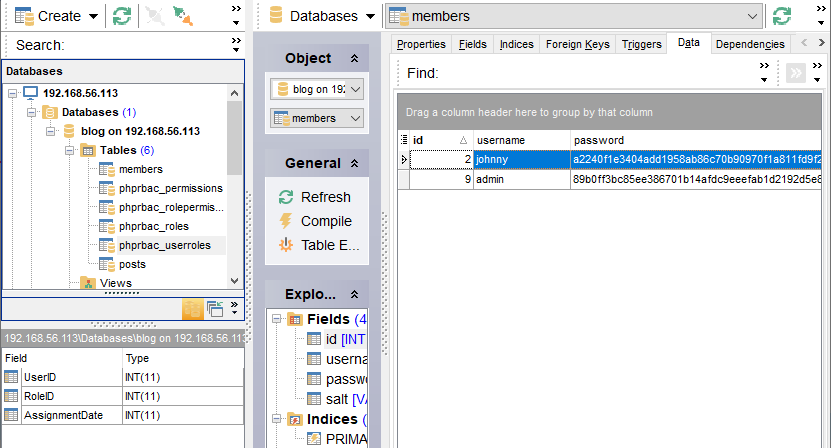 Create
Search:
Databases
192.168.56.113
Databases (1)
blog on 192.168.56.113
Tables (6)
members
phprbac_permissions
phprbac_rolepermis...
phprbac_roles
phprbac_userroles
posts
Views
192.168.56.113\Databases\blog on 192.168.56.113
Field Type
UserID INT(11)
RoleID INT(11)
AssignmentDate INT(11)
Databases
members
Object
blog on 192
members
General
Refresh
Compile
Table E...
Explo...
Fields (4
id [INT
userna
passw
salt [VA
Indices (
PRIMA
Properties Fields Indices Foreign Keys Triggers Data Dependencies
Find:
Drag a column header here to group by that column
id username password
2 johnny a2240f1e3404add1958ab86c70b90970f1a811fd9f2
9 admin 89b0ff3bc85ee386701b14afdc9eeefab1d2192d5e8